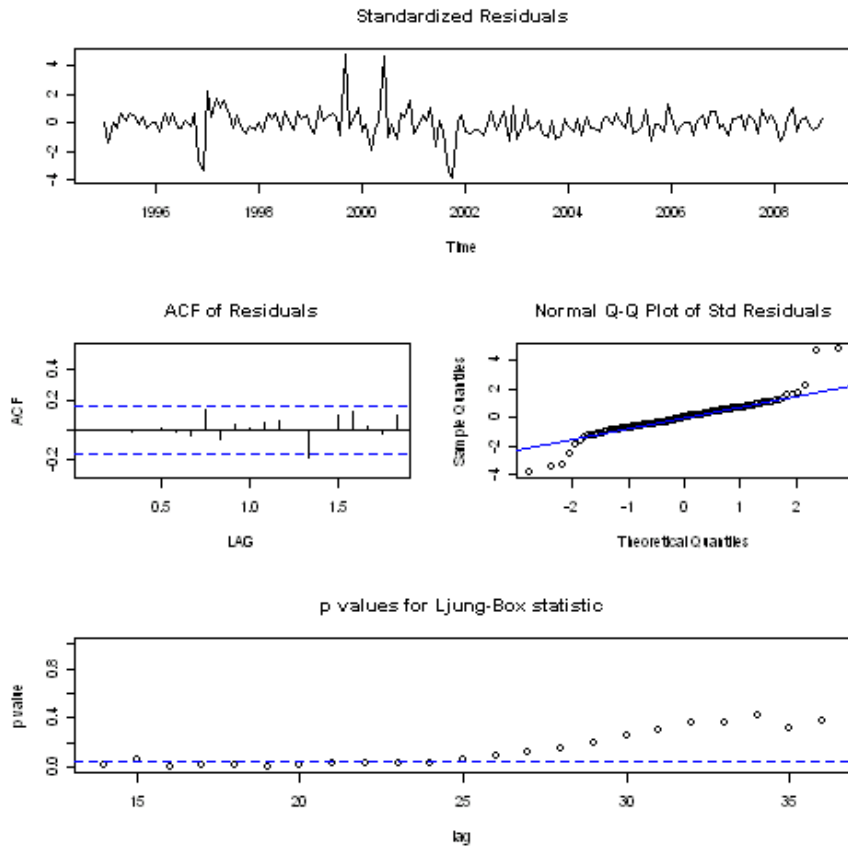 Standardized Residuals
4
2
0
-2
-4
1996 1998 2000 2002 2004 2006 2008
Time
ACF of Residuals
ACF
0.4
0.2
-0.2
0.5 1.0 1.5
LAG
Normal Q-Q Plot of Std Residuals
Sample Quantiles
4
2
0
-2
-4
-2 -1 0 1 2
Theoretical Quantiles
p values for Ljung-Box statistic
p value
0.8
0.4
0.0
15 20 25 30 35
lag